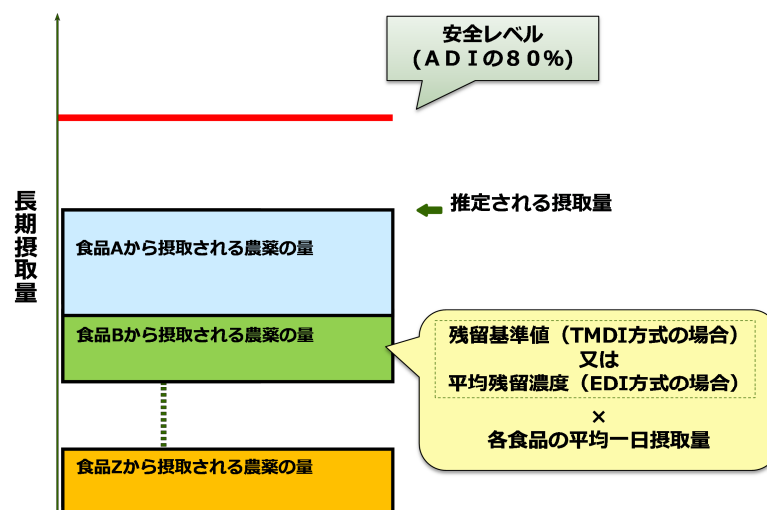 安全レベル
(ＡＤＩの８０%)
長期摂取量
推定される摂取量
食品Aから摂取される農薬の量
食品Bから摂取される農薬の量
残留基準値（TMDI方式の場合）
又は
平均残留濃度（EDI方式の場合）
×
各食品の平均一日摂取量
食品Zから摂取される農薬の量